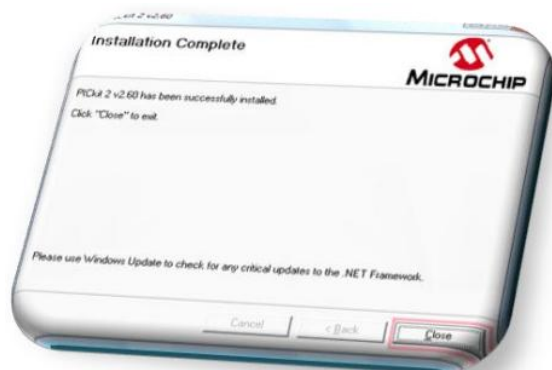 Installation Complete
MICROCHIP
PICkit 2 v2.60 has been successfully installed.
Click "Close" to exit.
Please use Windows Update to check for any critical updates to the .NET Framework.
Cancel
< Back
Close